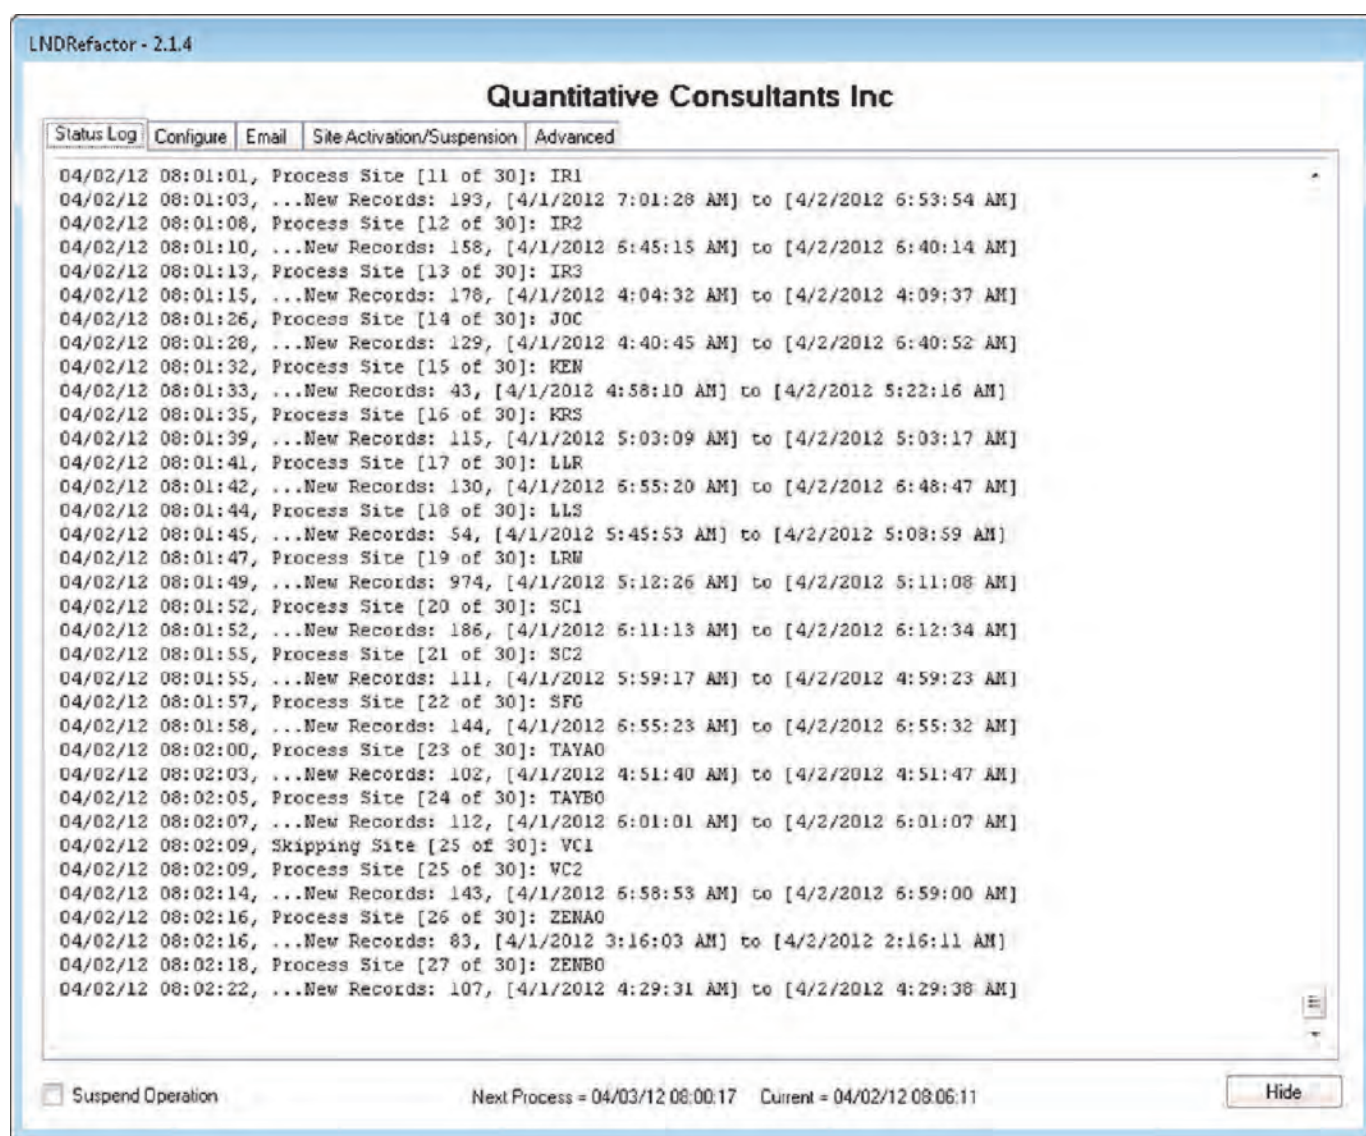 LNDRefactor - 2.1.4
Quantitative Consultants Inc
Status Log Configure Email Site Activation/Suspension Advanced
04/02/12 08:01:01, Process Site [11 of 30]: IR1
04/02/12 08:01:03, ...New Records: 193, [4/1/2012 7:01:28 AM] to [4/2/2012 6:53:54 AM]
04/02/12 08:01:08, Process Site [12 of 30]: IR2
04/02/12 08:01:10, ...New Records: 158, [4/1/2012 6:45:15 AM] to [4/2/2012 6:40:14 AM]
04/02/12 08:01:13, Process Site [13 of 30]: IR3
04/02/12 08:01:15, ...New Records: 178, [4/1/2012 4:04:32 AM] to [4/2/2012 4:09:37 AM]
04/02/12 08:01:26, Process Site [14 of 30]: JOC
04/02/12 08:01:28, ...New Records: 129, [4/1/2012 4:40:45 AM] to [4/2/2012 6:40:52 AM]
04/02/12 08:01:32, Process Site [15 of 30]: KEN
04/02/12 08:01:33, ...New Records: 43, [4/1/2012 4:58:10 AM] to [4/2/2012 5:22:16 AM]
04/02/12 08:01:35, Process Site [16 of 30]: KRS
04/02/12 08:01:39, ...New Records: 115, [4/1/2012 5:03:09 AM] to [4/2/2012 5:03:17 AM]
04/02/12 08:01:41, Process Site [17 of 30]: LLR
04/02/12 08:01:42, ...New Records: 130, [4/1/2012 6:55:20 AM] to [4/2/2012 6:48:47 AM]
04/02/12 08:01:44, Process Site [18 of 30]: LLS
04/02/12 08:01:45, ...New Records: 54, [4/1/2012 5:45:53 AM] to [4/2/2012 5:08:59 AM]
04/02/12 08:01:47, Process Site [19 of 30]: LRW
04/02/12 08:01:49, ...New Records: 974, [4/1/2012 5:12:26 AM] to [4/2/2012 5:11:08 AM]
04/02/12 08:01:52, Process Site [20 of 30]: SC1
04/02/12 08:01:52, ...New Records: 186, [4/1/2012 6:11:13 AM] to [4/2/2012 6:12:34 AM]
04/02/12 08:01:55, Process Site [21 of 30]: SC2
04/02/12 08:01:55, ...New Records: 111, [4/1/2012 5:59:17 AM] to [4/2/2012 4:59:23 AM]
04/02/12 08:01:57, Process Site [22 of 30]: SFG
04/02/12 08:01:58, ...New Records: 144, [4/1/2012 6:55:23 AM] to [4/2/2012 6:55:32 AM]
04/02/12 08:02:00, Process Site [23 of 30]: TAYAO
04/02/12 08:02:03, ...New Records: 102, [4/1/2012 4:51:40 AM] to [4/2/2012 4:51:47 AM]
04/02/12 08:02:05, Process Site [24 of 30]: TAYBO
04/02/12 08:02:07, ...New Records: 112, [4/1/2012 6:01:01 AM] to [4/2/2012 6:01:07 AM]
04/02/12 08:02:09, Skipping Site [25 of 30]: VC1
04/02/12 08:02:09, Process Site [25 of 30]: VC2
04/02/12 08:02:14, ...New Records: 143, [4/1/2012 6:58:53 AM] to [4/2/2012 6:59:00 AM]
04/02/12 08:02:16, Process Site [26 of 30]: ZENAO
04/02/12 08:02:16, ...New Records: 83, [4/1/2012 3:16:03 AM] to [4/2/2012 2:16:11 AM]
04/02/12 08:02:18, Process Site [27 of 30]: ZENBO
04/02/12 08:02:22, ...New Records: 107, [4/1/2012 4:29:31 AM] to [4/2/2012 4:29:38 AM]
Suspend Operation Next Process = 04/03/12 08:00:17 Current = 04/02/12 08:06:11 Hide